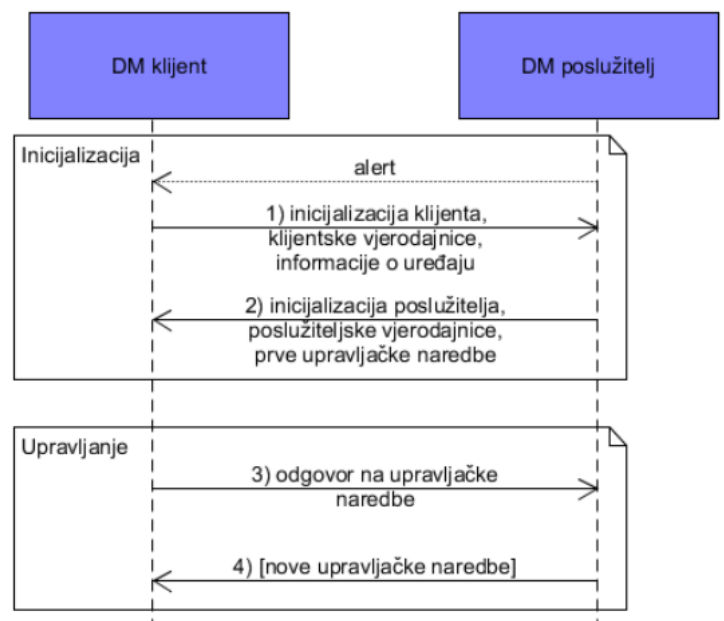 DM klijent
DM poslužitelj
Inicijalizacija
alert
1) inicijalizacija klijenta,
klijentske vjerodajnice,
informacije o uređaju
2) inicijalizacija poslužitelja,
poslužiteljske vjerodajnice,
prve upravljačke naredbe
Upravljanje
3) odgovor na upravljačke
naredbe
4) [nove upravljačke naredbe]